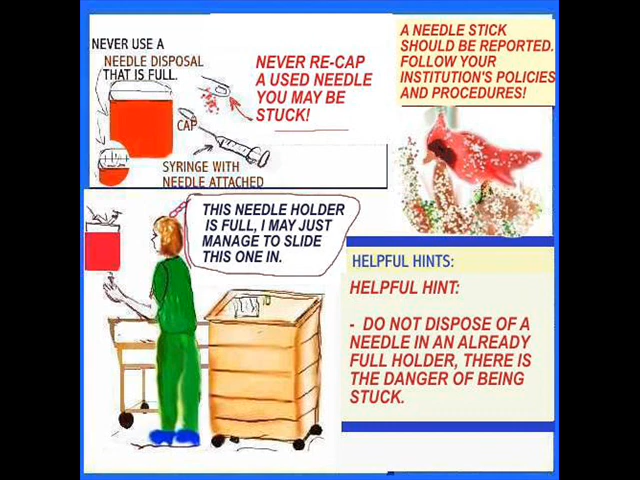 NEVER USE A
NEEDLE DISPOSAL
THAT IS FULL.
CAP
SYRINGE WITH
NEEDLE ATTACHED
NEVER RE-CAP
A USED NEEDLE
YOU MAY BE
STUCK!
A NEEDLE STICK
SHOULD BE REPORTED.
FOLLOW YOUR
INSTITUTION'S POLICIES
AND PROCEDURES!
THIS NEEDLE HOLDER
IS FULL, I MAY JUST
MANAGE TO SLIDE
THIS ONE IN.
HELPFUL HINTS:
HELPFUL HINT:
- DO NOT DISPOSE OF A
NEEDLE IN AN ALREADY
FULL HOLDER, THERE IS
THE DANGER OF BEING
STUCK.